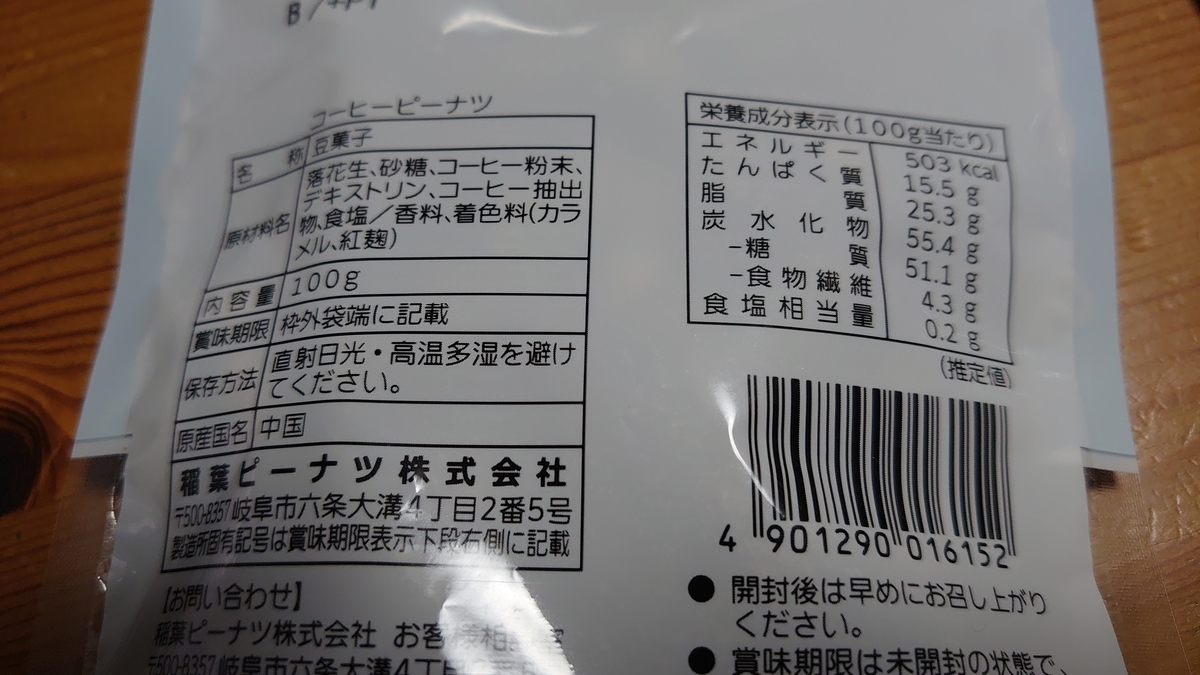 コーヒーピーナツ
名称 豆菓子
原材料名 落花生、砂糖、コーヒー粉末、
デキストリン、コーヒー抽出
物、食塩／香料、着色料(カラ
メル、紅麹)
内容量 100g
賞味期限 枠外袋端に記載
保存方法 直射日光・高温多湿を避け
てください。
原産国名 中国
稲葉ピーナツ株式会社
〒500-8357 岐阜市六条大溝4丁目2番5号
製造所固有記号は賞味期限表示下段右側に記載
【お問い合わせ】
稲葉ピーナツ株式会社 お客様相
〒500-8357 岐阜市六条大溝4丁目
栄養成分表示(100g当たり)
エネルギー 503 kcal
たんぱく質 15.5 g
脂質 25.3 g
炭水化物 55.4 g
-糖質 51.1 g
-食物繊維 4.3 g
食塩相当量 0.2 g
(推定値)
4 901290 016152
● 開封後は早めにお召し上がり
ください。
● 賞味期限は未開封の状態で、